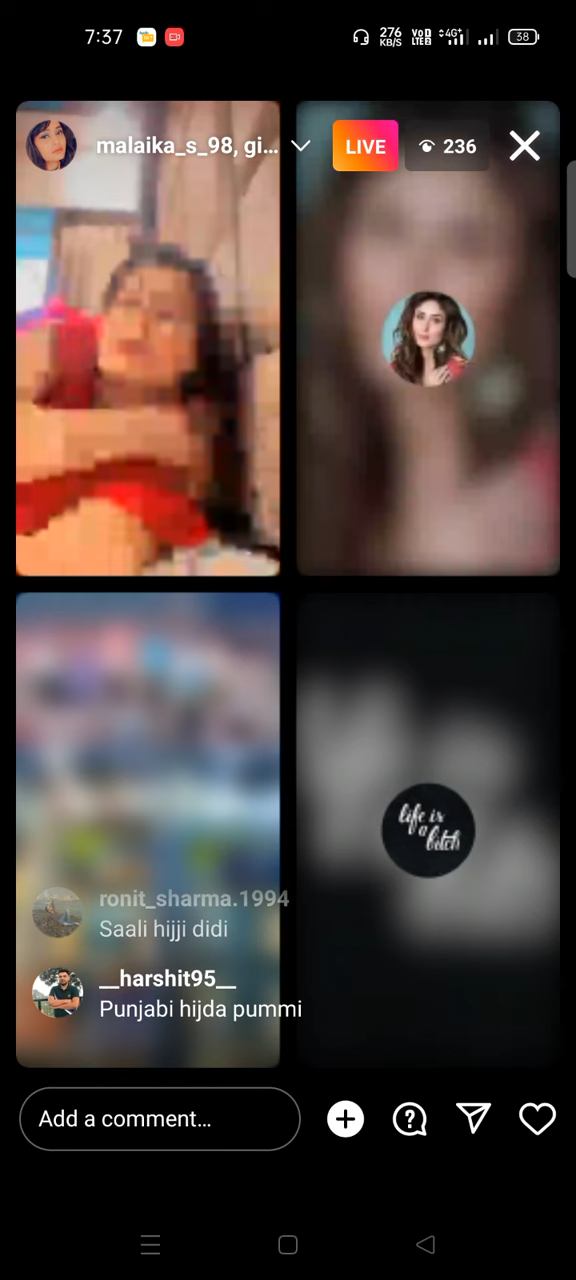 7:37
276
KB/S
VoD
LTE2
4G+
38
malaika_s_98, gi...
LIVE
236
life is
a
bitch
ronit_sharma.1994
Saali hijji didi
__harshit95__
Punjabi hijda pummi
Add a comment...